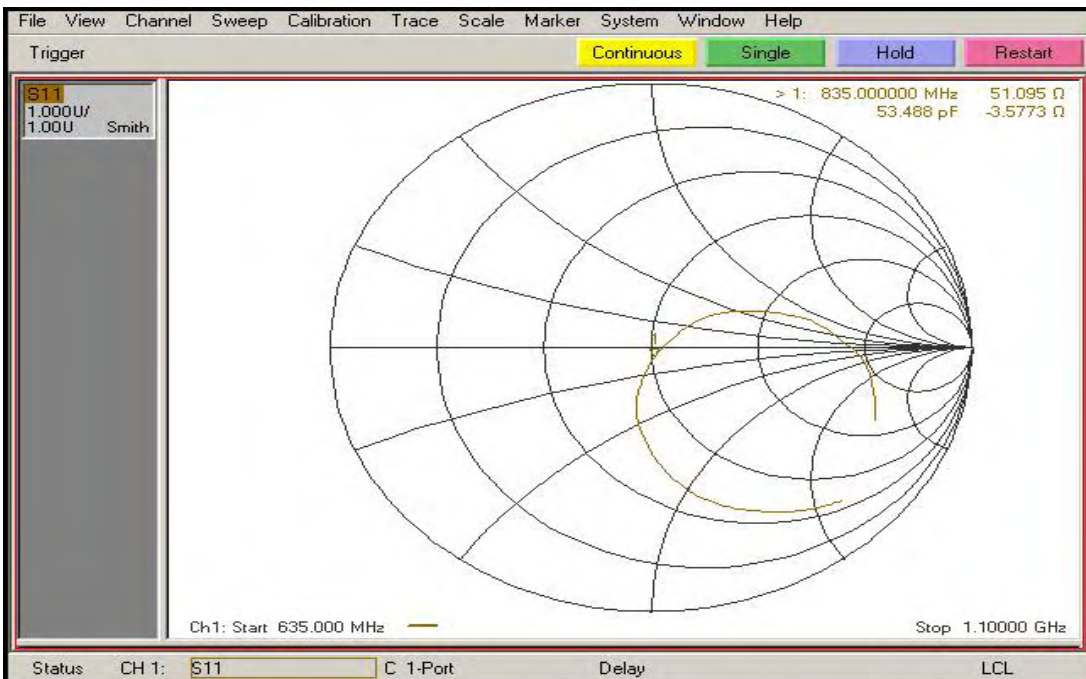 File View Channel Sweep Calibration Trace Scale Marker System Window Help
Trigger Continuous Single Hold Restart
S11
1.000U/
1.00U Smith
> 1: 835.000000 MHz 51.095 Ω
53.488 pF -3.5773 Ω
Ch1: Start 635.000 MHz Stop 1.10000 GHz
Status CH 1: S11 C 1-Port Delay LCL